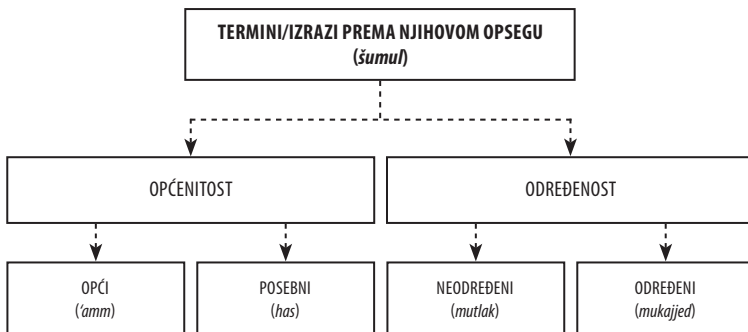 TERMINI/IZRAZI PREMA NJIHOVOM OPSEGU
(šumul)
OPĆENITOST
ODREĐENOST
OPĆI
(‘amm)
POSEBNI
(has)
NEODREĐENI
(mutlak)
ODREĐENI
(mukajjed)